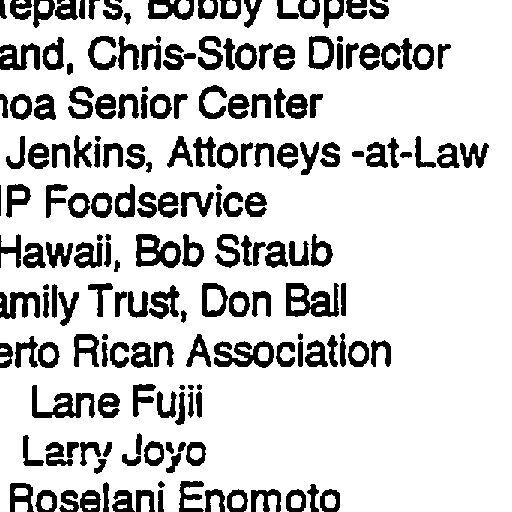 Repairs, Bobby Lopes
and, Chris-Store Director
noa Senior Center
Jenkins, Attorneys -at-Law
IP Foodservice
Hawaii, Bob Straub
amily Trust, Don Ball
erto Rican Association
Lane Fujii
Larry Joyo
Roselani Enomoto